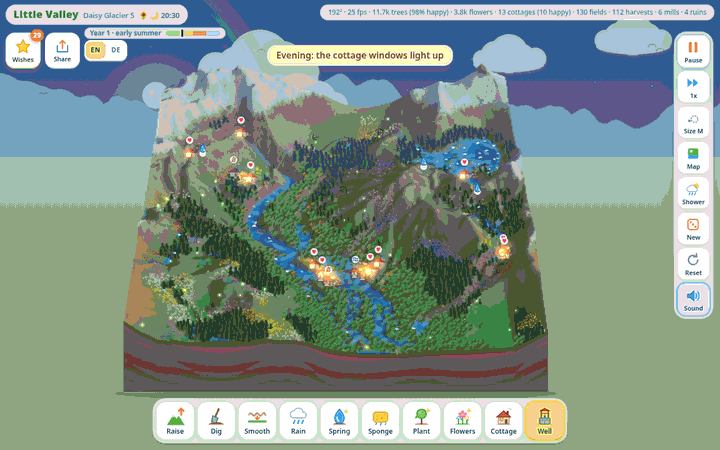 Little Valley Daisy Glacier 5 20:30
192² · 25 fps · 11.7k trees (98% happy) · 3.8k flowers · 13 cottages (10 happy) · 130 fields · 112 harvests · 6 mills · 4 ruins
Year 1 · early summer
29
Wishes
Share
EN DE
Evening: the cottage windows light up
Pause
1x
Size M
Map
Shower
New
Reset
Sound
Raise Dig Smooth Rain Spring Sponge Plant Flowers Cottage Well